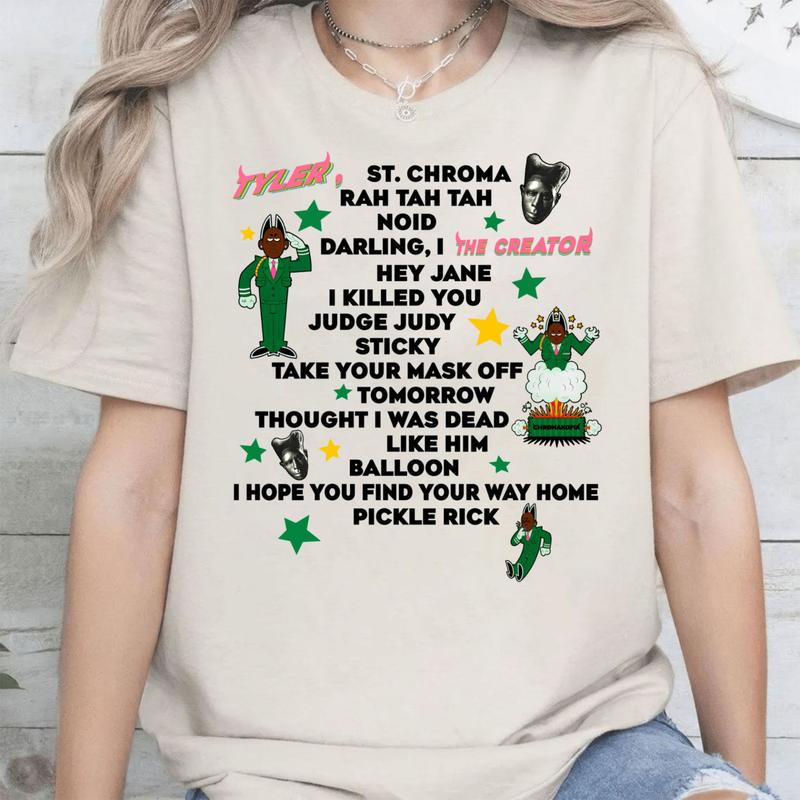 TYLER, ST. CHROMA
RAH TAH TAH
NOID
DARLING, I THE CREATOR
HEY JANE
I KILLED YOU
JUDGE JUDY
STICKY
TAKE YOUR MASK OFF
TOMORROW
THOUGHT I WAS DEAD
CHROMAKOPIA
LIKE HIM
BALLOON
I HOPE YOU FIND YOUR WAY HOME
PICKLE RICK